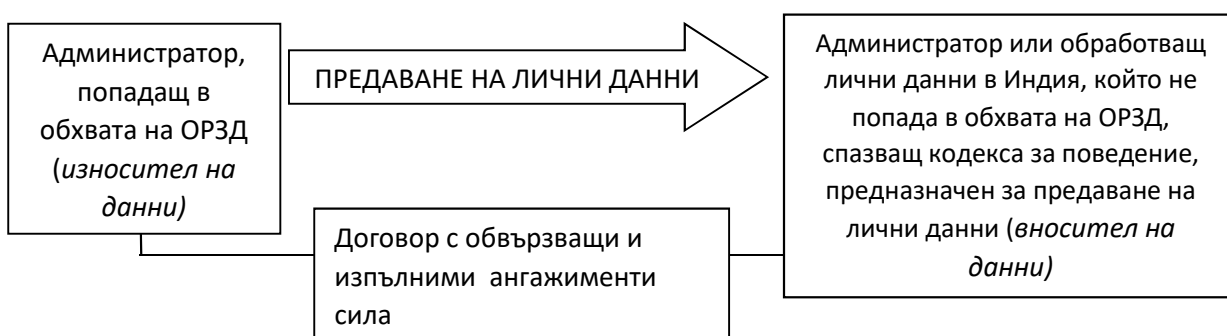 Администратор,
попадащ в
обхвата на ОРЗД
(износител на
данни)
ПРЕДАВАНЕ НА ЛИЧНИ ДАННИ
Администратор или обработващ
лични данни в Индия, който не
попада в обхвата на ОРЗД,
спазващ кодекса за поведение,
предназначен за предаване на
лични данни (вносител на
данни)
Договор с обвързващи и
изпълними ангажименти
сила